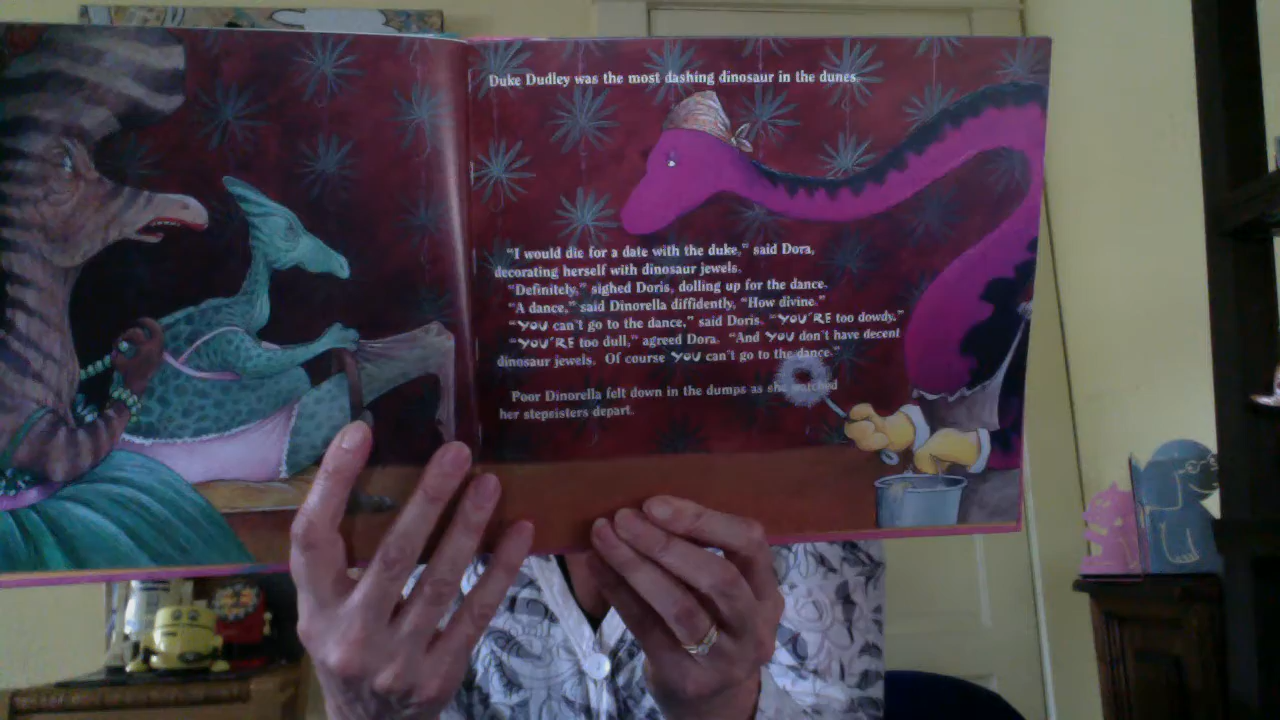 Duke Dudley was the most dashing dinosaur in the dunes.
"I would die for a date with the duke," said Dora,
decorating herself with dinosaur jewels.
"Definitely," sighed Doris, dolling up for the dance.
"A dance," said Dinorella diffidently. "How divine."
"YOU can't go to the dance," said Doris. "YOU'RE too dowdy."
"YOU'RE too dull," agreed Dora. "And YOU don't have decent
dinosaur jewels. Of course YOU can't go to the dance."
Poor Dinorella felt down in the dumps as she watched
her stepsisters depart.